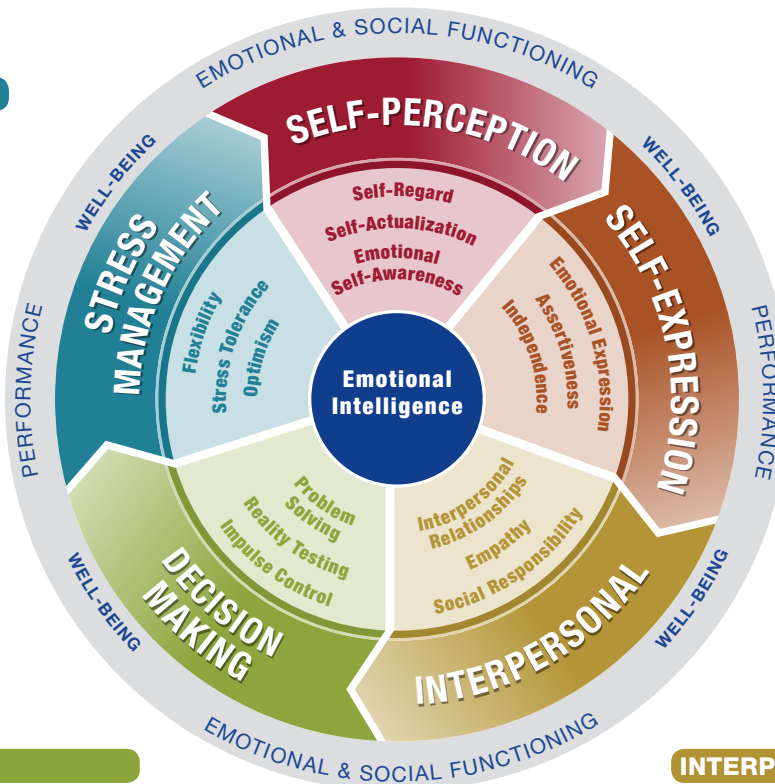 EMOTIONAL & SOCIAL FUNCTIONING
WELL-BEING
WELL-BEING
PERFORMANCE
PERFORMANCE
SELF-PERCEPTION
Self-Regard
Self-Actualization
Emotional
Self-Awareness
SELF-EXPRESSION
Emotional Expression
Assertiveness
Independence
STRESS
MANAGEMENT
Flexibility
Stress Tolerance
Optimism
Emotional
Intelligence
Interpersonal
Relationships
Empathy
Social Responsibility
INTERPERSONAL
Problem
Solving
Reality Testing
Impulse Control
DECISION
MAKING
WELL-BEING
WELL-BEING
EMOTIONAL & SOCIAL FUNCTIONING
INTERP